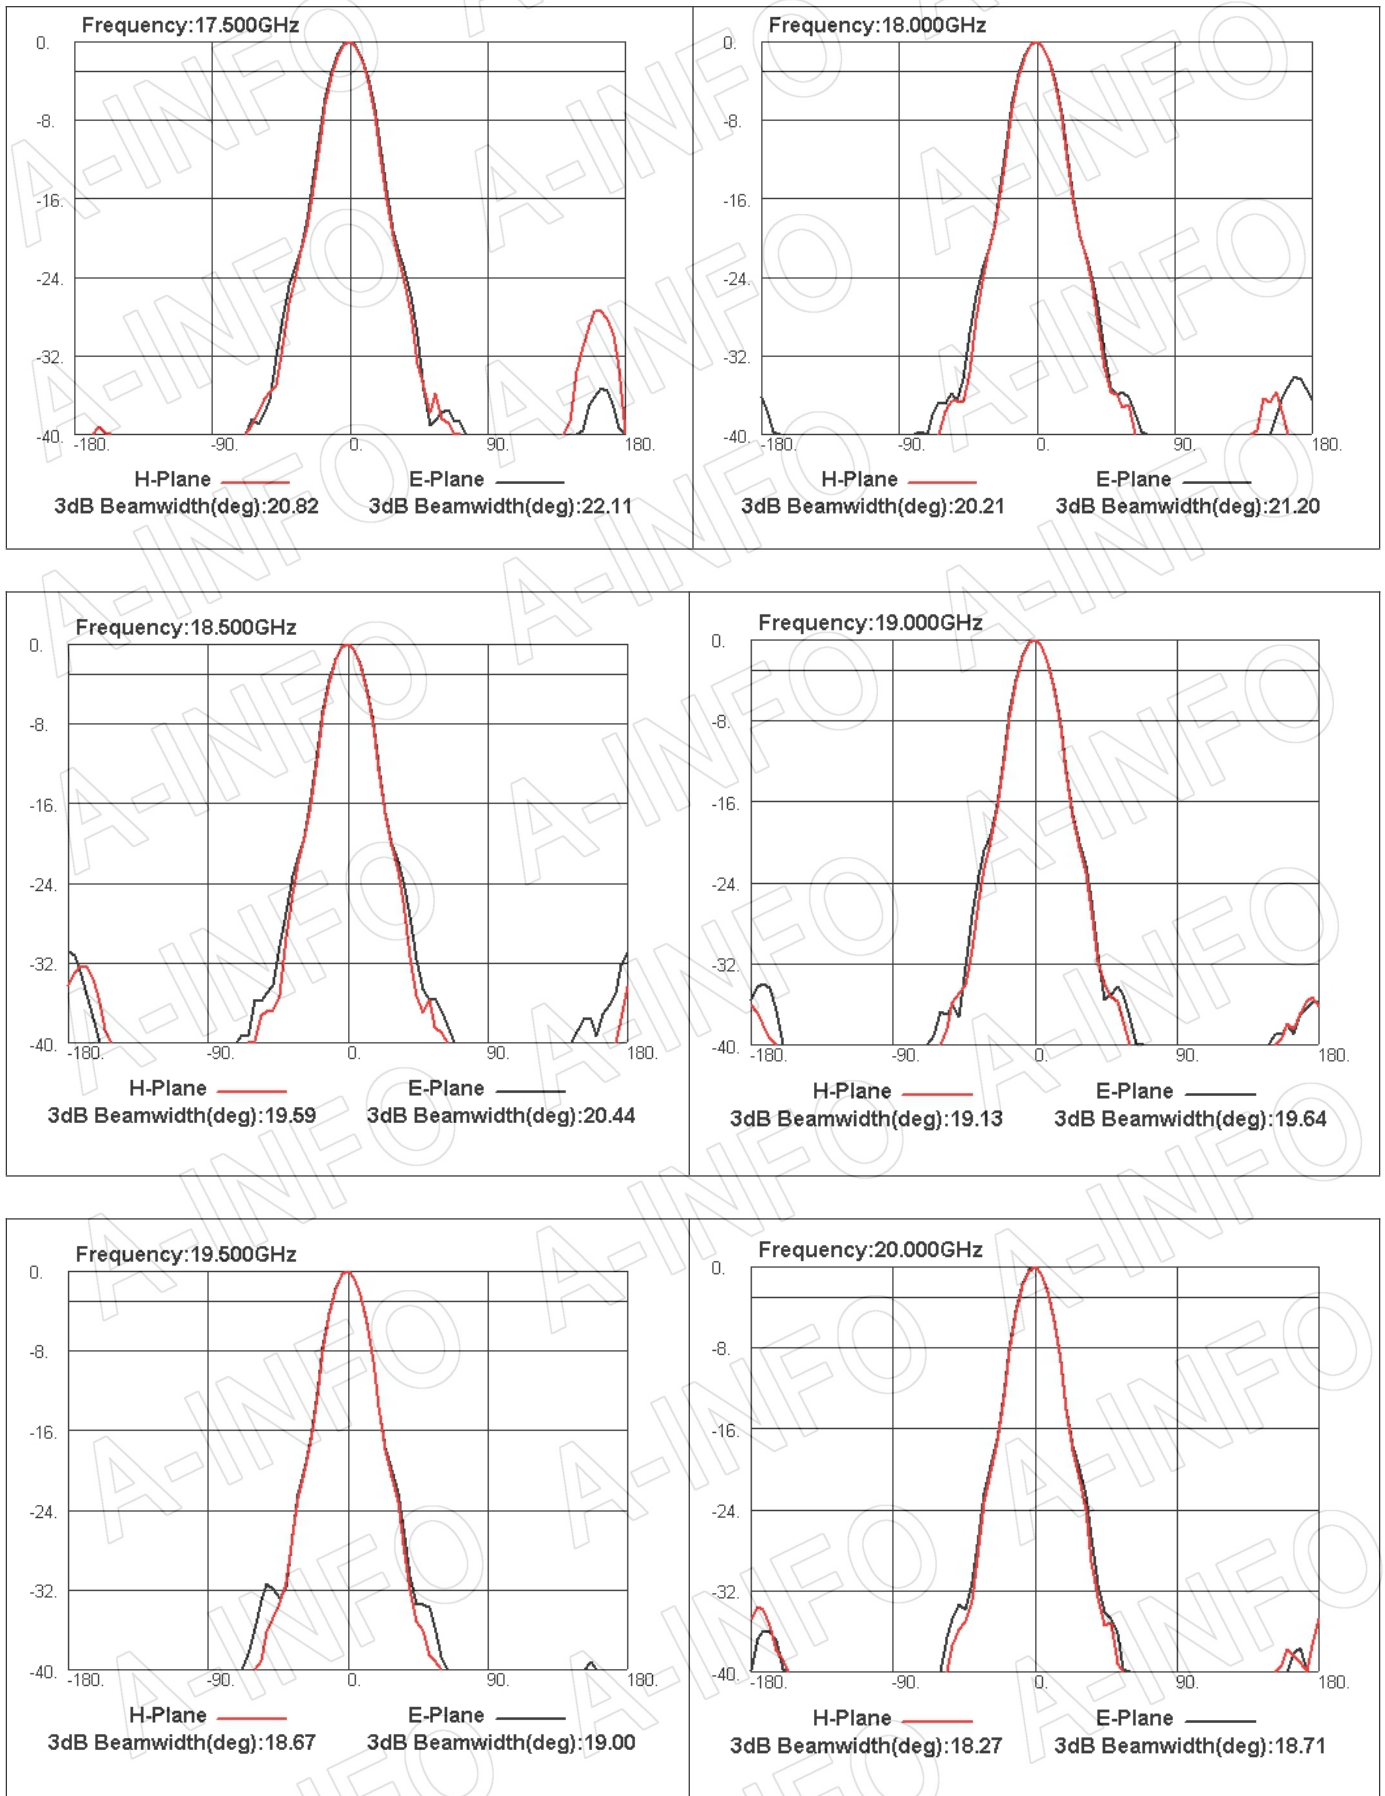 Frequency:17.500GHz
0.
-8.
-16.
-24.
-32.
-40.
-180. -90. 0. 90. 180.
H-Plane E-Plane
3dB Beamwidth(deg):20.82 3dB Beamwidth(deg):22.11
Frequency:18.000GHz
0.
-8.
-16.
-24.
-32.
-40.
-180. -90. 0. 90. 180.
H-Plane E-Plane
3dB Beamwidth(deg):20.21 3dB Beamwidth(deg):21.20
Frequency:18.500GHz
0.
-8.
-16.
-24.
-32.
-40.
-180. -90. 0. 90. 180.
H-Plane E-Plane
3dB Beamwidth(deg):19.59 3dB Beamwidth(deg):20.44
Frequency:19.000GHz
0.
-8.
-16.
-24.
-32.
-40.
-180. -90. 0. 90. 180.
H-Plane E-Plane
3dB Beamwidth(deg):19.13 3dB Beamwidth(deg):19.64
Frequency:19.500GHz
0.
-8.
-16.
-24.
-32.
-40.
-180. -90. 0. 90. 180.
H-Plane E-Plane
3dB Beamwidth(deg):18.67 3dB Beamwidth(deg):19.00
Frequency:20.000GHz
0.
-8.
-16.
-24.
-32.
-40.
-180. -90. 0. 90. 180.
H-Plane E-Plane
3dB Beamwidth(deg):18.27 3dB Beamwidth(deg):18.71
A-INFO